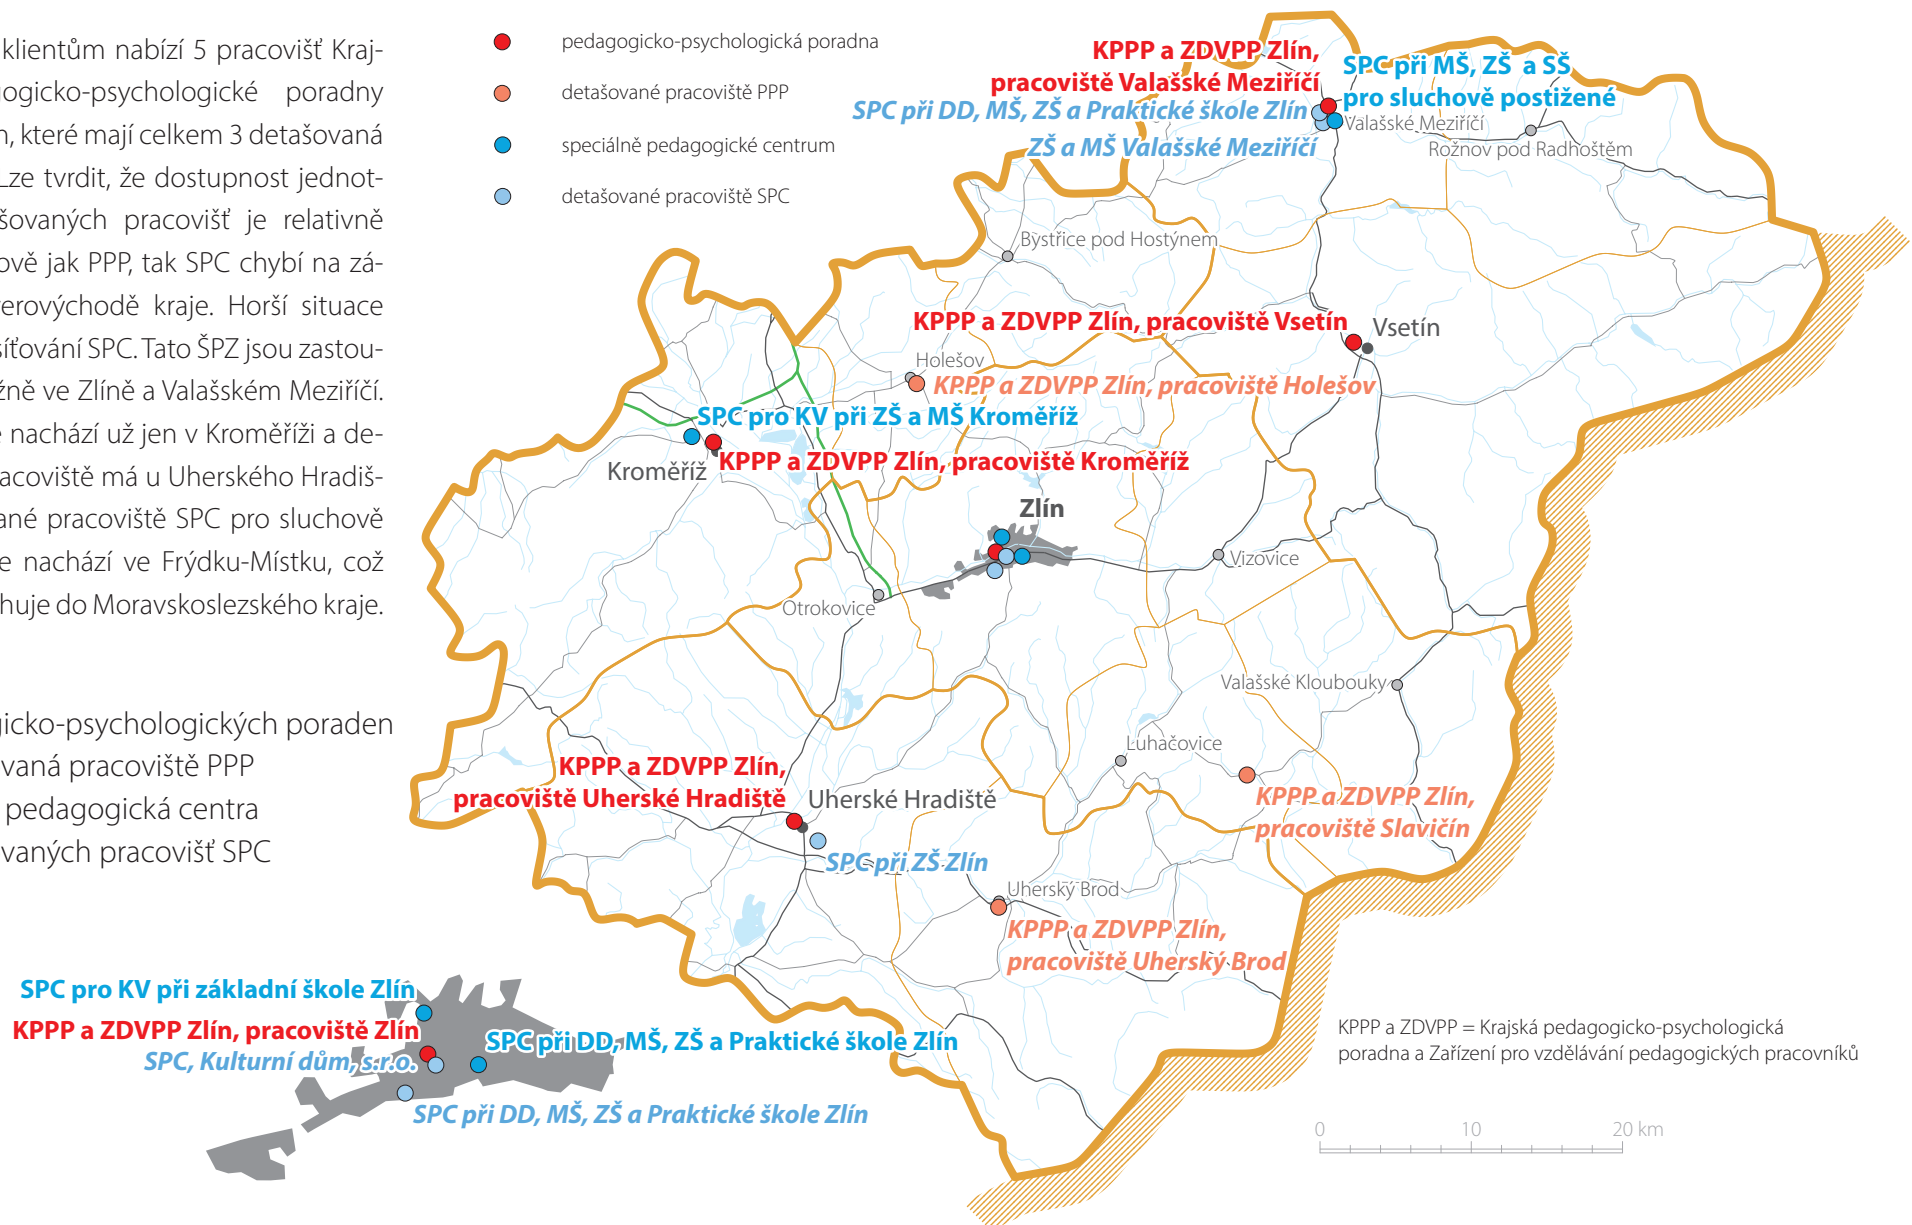 klientům nabízí 5 pracovišť Kraj-
gogicko-psychologické poradny
n, které mají celkem 3 detašovaná
Lze tvrdit, že dostupnost jednot-
ašovaných pracovišť je relativně
ově jak PPP, tak SPC chybí na zá-
verovýchodě kraje. Horší situace
síťování SPC. Tato ŠPZ jsou zastou-
žně ve Zlíně a Valašském Meziříčí.
e nachází už jen v Kroměříži a de-
racoviště má u Uherského Hradiš-
ané pracoviště SPC pro sluchově
e nachází ve Frýdku-Místku, což
ahuje do Moravskoslezského kraje.
gicko-psychologických poraden
vaná pracoviště PPP
pedagogická centra
vaných pracovišť SPC
pedagogicko-psychologická poradna
detašované pracoviště PPP
speciálně pedagogické centrum
detašované pracoviště SPC
KPPP a ZDVPP Zlín,
pracoviště Valašské Meziříčí
SPC při MŠ, ZŠ a SŠ
pro sluchově postižené
SPC při DD, MŠ, ZŠ a Praktické škole Zlín
ZŠ a MŠ Valašské Meziříčí
Valašské Meziříčí
Rožnov pod Radhoštěm
Bystřice pod Hostýnem
KPPP a ZDVPP Zlín, pracoviště Vsetín
Vsetín
Holešov
KPPP a ZDVPP Zlín, pracoviště Holešov
SPC pro KV při ZŠ a MŠ Kroměříž
Kroměříž
KPPP a ZDVPP Zlín, pracoviště Kroměříž
Zlín
Vizovice
Otrokovice
Valašské Kloubouky
Luhačovice
KPPP a ZDVPP Zlín,
pracoviště Uherské Hradiště
Uherské Hradiště
SPC při ZŠ Zlín
KPPP a ZDVPP Zlín,
pracoviště Slavičín
Uherský Brod
KPPP a ZDVPP Zlín,
pracoviště Uherský Brod
SPC pro KV při základní škole Zlín
KPPP a ZDVPP Zlín, pracoviště Zlín
SPC při DD, MŠ, ZŠ a Praktické škole Zlín
SPC, Kulturní dům, s.r.o.
SPC při DD, MŠ, ZŠ a Praktické škole Zlín
KPPP a ZDVPP = Krajská pedagogicko-psychologická
poradna a Zařízení pro vzdělávání pedagogických pracovníků
0 10 20 km